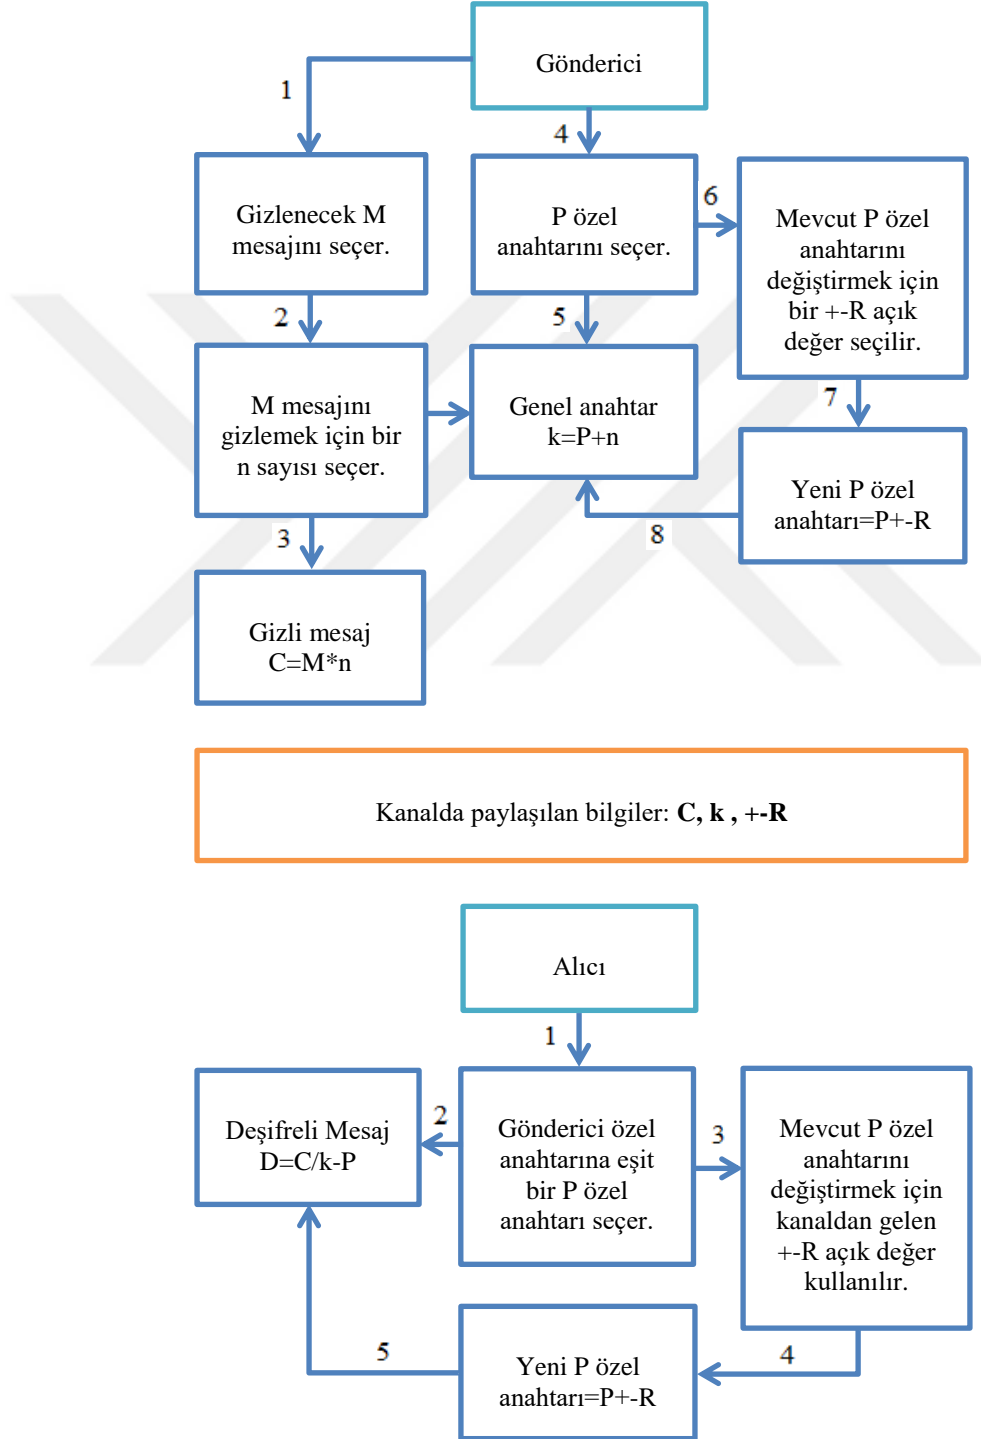 Gönderici
1
4
Gizlenecek M
mesajını seçer.
P özel
anahtarını seçer.
6
Mevcut P özel
anahtarını
değiştirmek için
bir +-R açık
değer seçilir.
2
5
7
M mesajını
gizlemek için bir
n sayısı seçer.
Genel anahtar
k=P+n
Yeni P özel
anahtarı=P+-R
3
8
Gizli mesaj
C=M*n
Kanalda paylaşılan bilgiler: C, k , +-R
Alıcı
1
Deşifreli Mesaj
D=C/k-P
2
Gönderici özel
anahtarına eşit
bir P özel
anahtarı seçer.
3
Mevcut P özel
anahtarını
değiştirmek için
kanaldan gelen
+-R açık değer
kullanılır.
5
4
Yeni P özel
anahtarı=P+-R